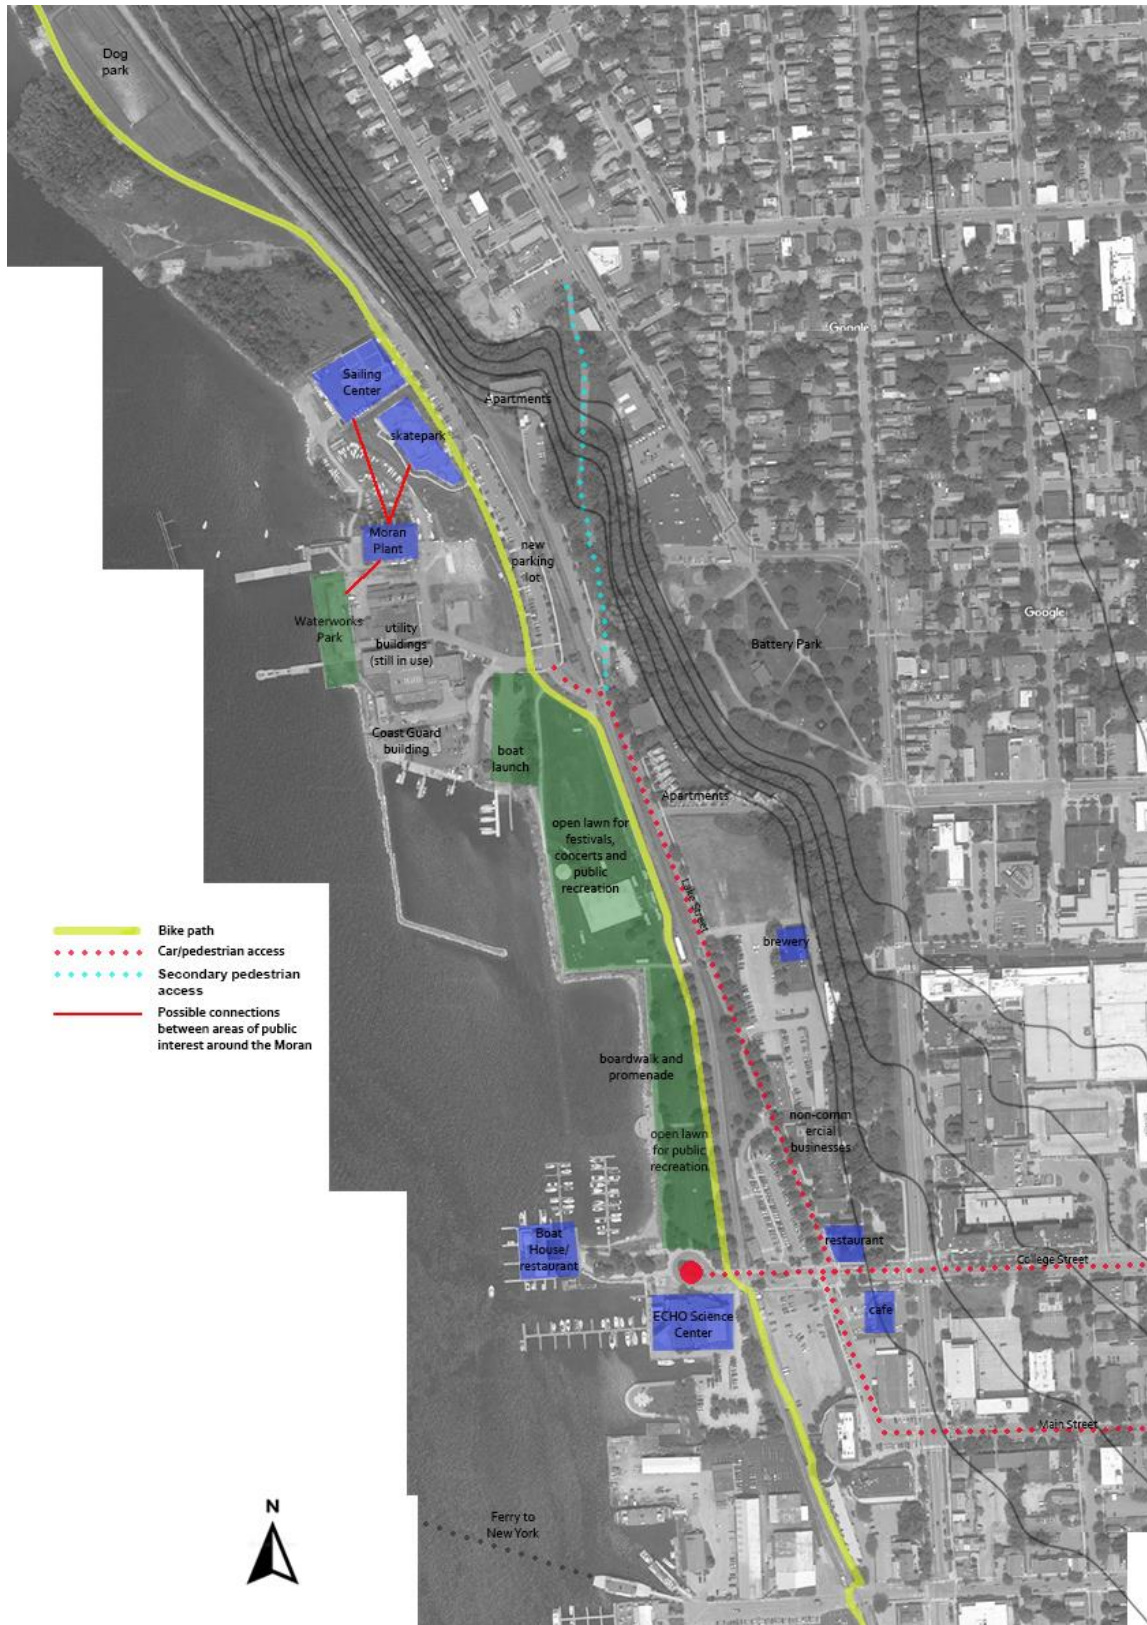 Dog
park
Google
Sailing
Center
Apartments
skatepark
Moran
Plant
new
parking
lot
Google
Waterworks
Park
utility
buildings
(still in use)
Battery Park
Coast Guard
building
boat
launch
Apartments
open lawn for
festivals,
concerts and
public
recreation
Lake Street
brewery
Bike path
Car/pedestrian access
Secondary pedestrian
access
Possible connections
between areas of public
interest around the Moran
boardwalk and
promenade
non-comm
ercial
businesses
open lawn
for public
recreation
Boat
House/
restaurant
restaurant
College Street
ECHO Science
Center
cafe
Main Street
N
Ferry to
New York